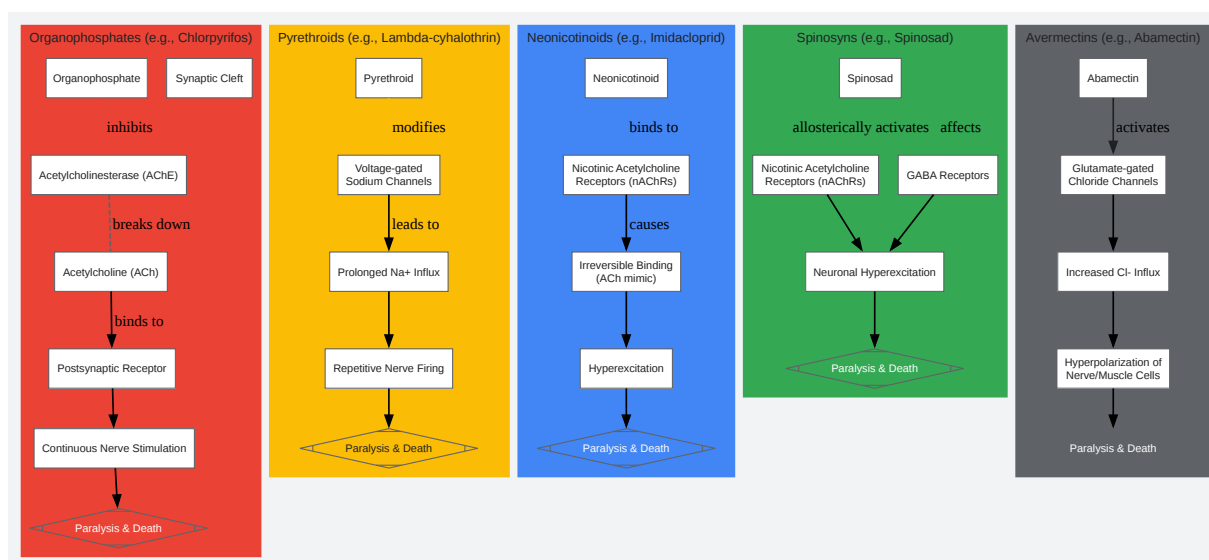 Organophosphates (e.g., Chlorpyrifos)
Organophosphate
Synaptic Cleft
inhibits
Acetylcholinesterase (AChE)
breaks down
Acetylcholine (ACh)
binds to
Postsynaptic Receptor
Continuous Nerve Stimulation
Paralysis & Death
Pyrethroids (e.g., Lambda-cyhalothrin)
Pyrethroid
modifies
Voltage-gated
Sodium Channels
leads to
Prolonged Na+ Influx
Repetitive Nerve Firing
Paralysis & Death
Neonicotinoids (e.g., Imidacloprid)
Neonicotinoid
binds to
Nicotinic Acetylcholine
Receptors (nAChRs)
causes
Irreversible Binding
(ACh mimic)
Hyperexcitation
Paralysis & Death
Spinosyns (e.g., Spinosad)
Spinosad
allosterically activates
affects
Nicotinic Acetylcholine
Receptors (nAChRs)
GABA Receptors
Neuronal Hyperexcitation
Paralysis & Death
Avermectins (e.g., Abamectin)
Abamectin
activates
Glutamate-gated
Chloride Channels
Increased Cl- Influx
Hyperpolarization of
Nerve/Muscle Cells
Paralysis & Death